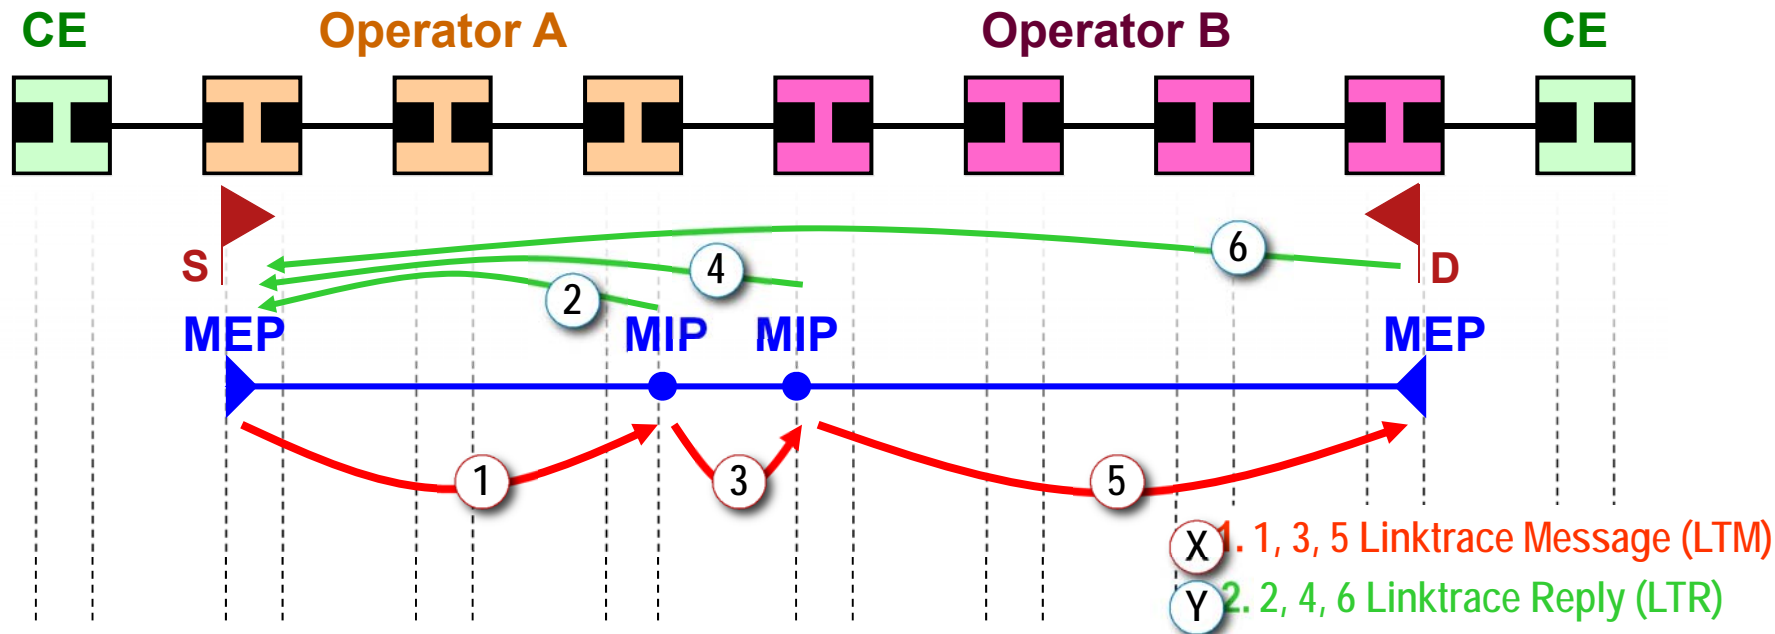 CE Operator A Operator B CE
S 2 4 6 D
MEP MIP MIP MEP
1 3 5
X 1. 1, 3, 5 Linktrace Message (LTM)
Y 2. 2, 4, 6 Linktrace Reply (LTR)